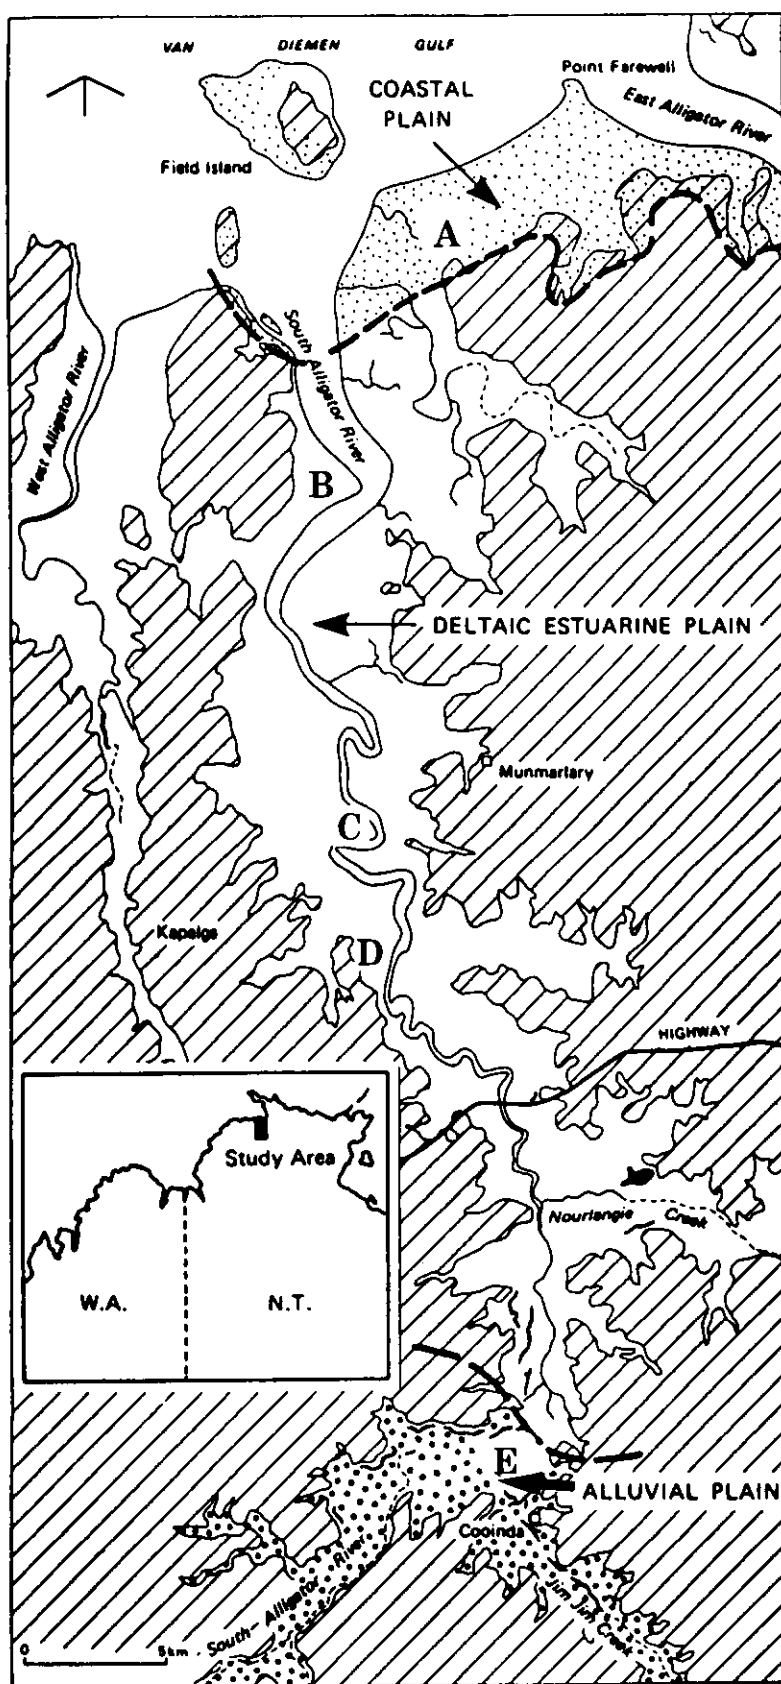 VAN DIEMEN GULF
Point Farewell
COASTAL
PLAIN
East Alligator River
Field Island
A
South Alligator River
West Alligator River
B
DELTAIC ESTUARINE PLAIN
Munmarlary
C
Kapalga
D
HIGHWAY
Study Area
Nourlangie Creek
W.A.
N.T.
E
ALLUVIAL PLAIN
Cooinda
South Alligator River
Jim Jim Creek
0 5km